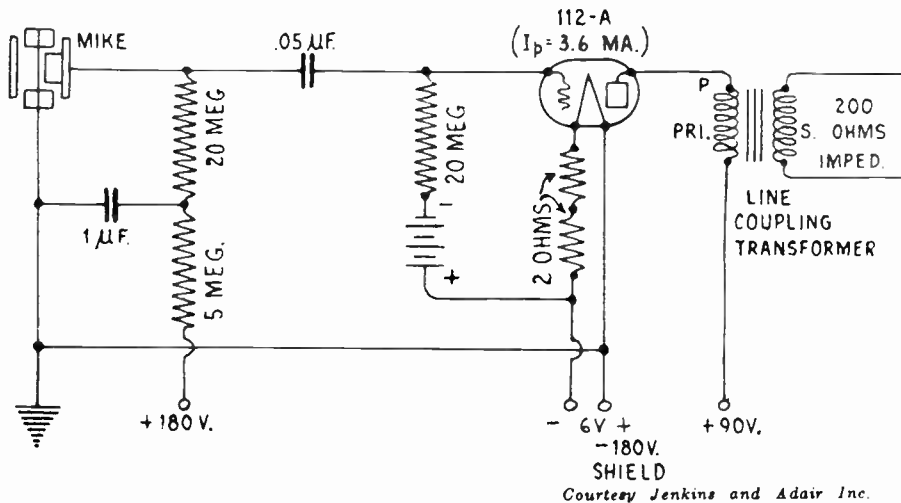 112-A
(Ip = 3.6 MA.)
MIKE
.05 µF.
20 MEG
20 MEG
P
PRI.
S.
200
OHMS
IMPED.
1 µF.
5 MEG.
- 
+
2 OHMS
LINE
COUPLING
TRANSFORMER
+180V.
- 6V +
-180V.
SHIELD
+90V.
Courtesy Jenkins and Adair Inc.